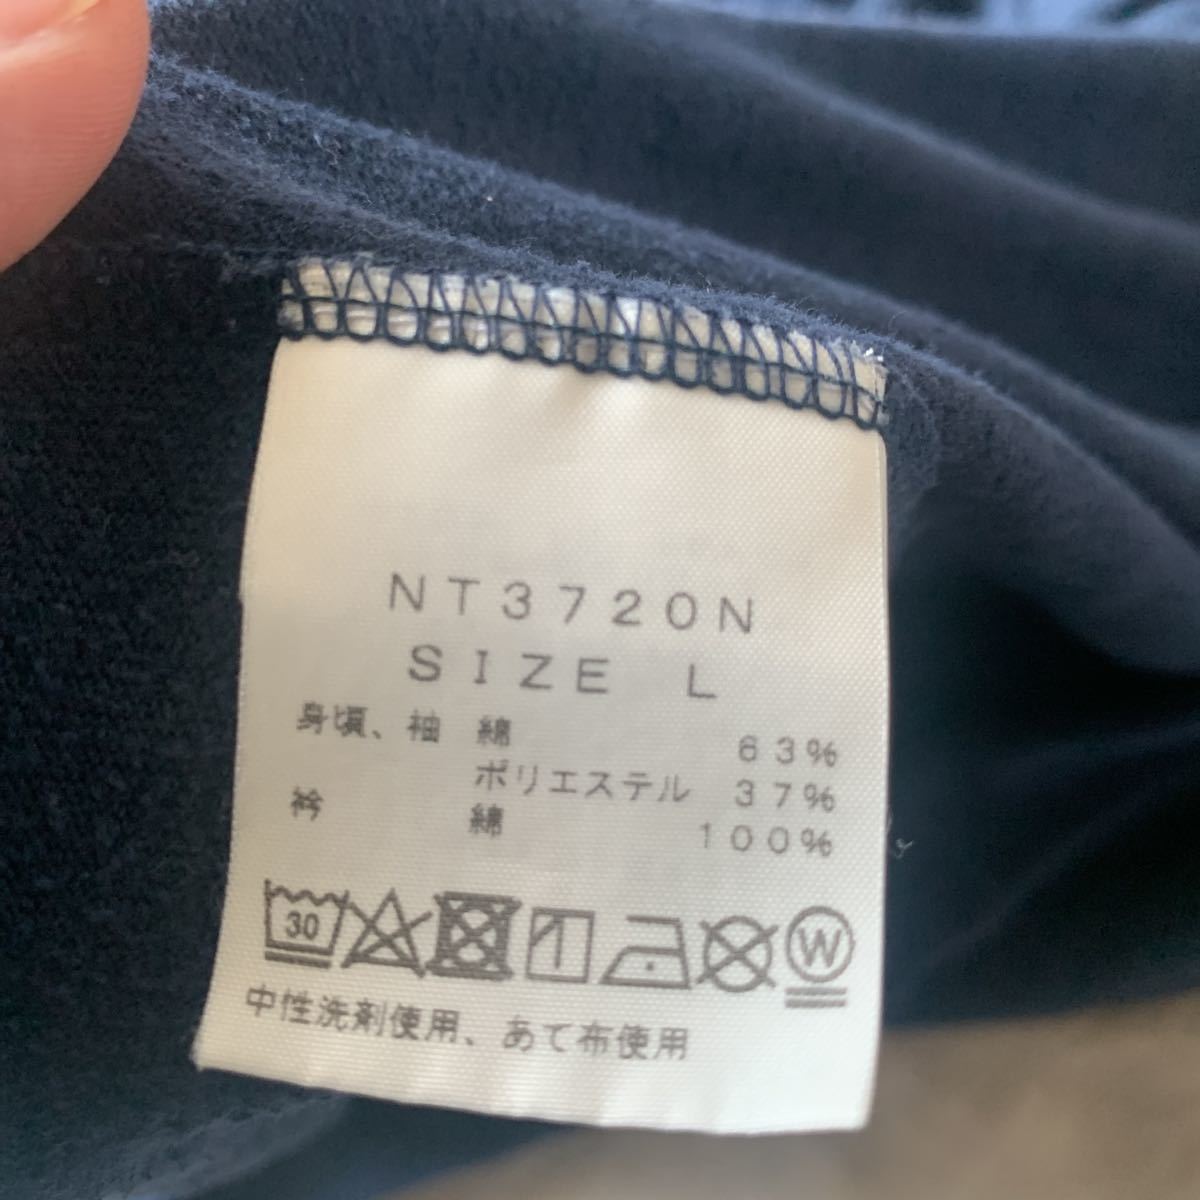 NT3720N
SIZE L
身頃、袖 綿 63%
ポリエステル 37%
衿 綿 100%
30 W
中性洗剤使用、あて布使用